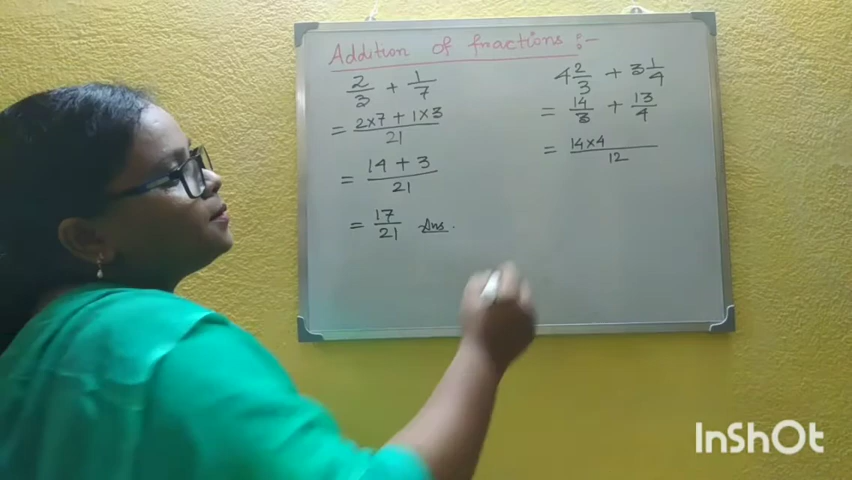 Addition of fractions :-
2/3 + 1/7
= 2×7 + 1×3 / 21
= 14 + 3 / 21
= 17/21 Ans.
4 2/3 + 3 1/4
= 14/3 + 13/4
= 14×4 / 12
InShOt